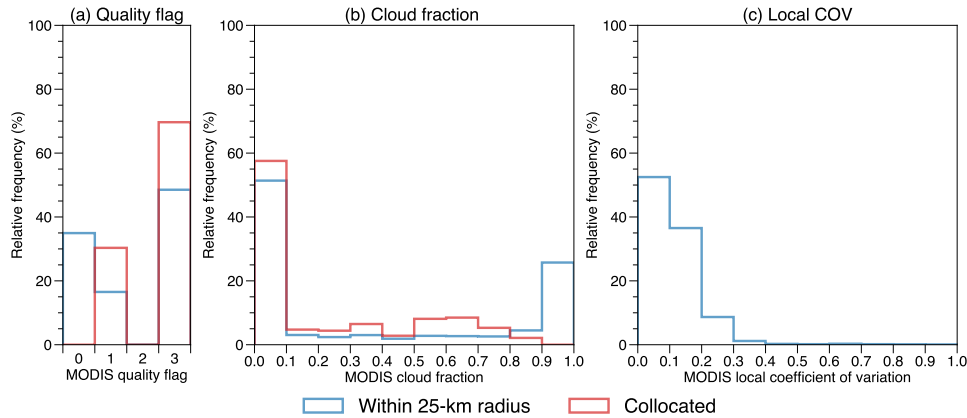 (a) Quality flag
(b) Cloud fraction
(c) Local COV
Relative frequency (%)
100
80
60
40
20
0
0 1 2 3
MODIS quality flag
Relative frequency (%)
100
80
60
40
20
0
0.0 0.1 0.2 0.3 0.4 0.5 0.6 0.7 0.8 0.9 1.0
MODIS cloud fraction
Relative frequency (%)
100
80
60
40
20
0
0.0 0.1 0.2 0.3 0.4 0.5 0.6 0.7 0.8 0.9 1.0
MODIS local coefficient of variation
Within 25-km radius
Collocated